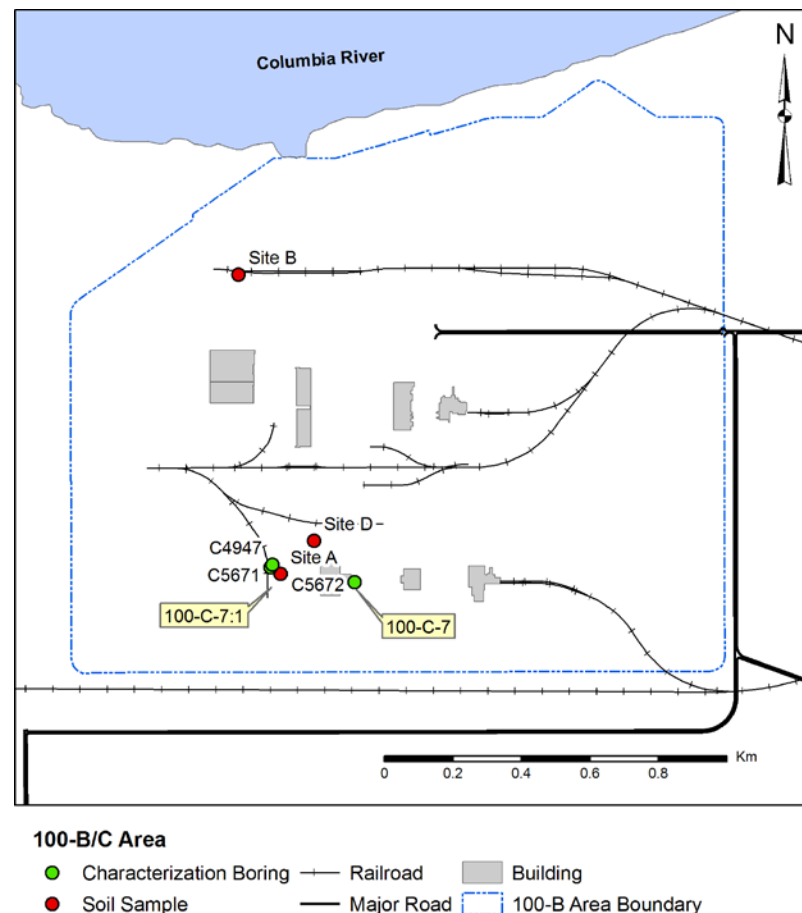 Columbia River
N
Site B
Site D
C4947
Site A
C5671
C5672
100-C-7:1
100-C-7
Km
0 0.2 0.4 0.6 0.8
100-B/C Area
Characterization Boring Railroad Building
Soil Sample Major Road 100-B Area Boundary